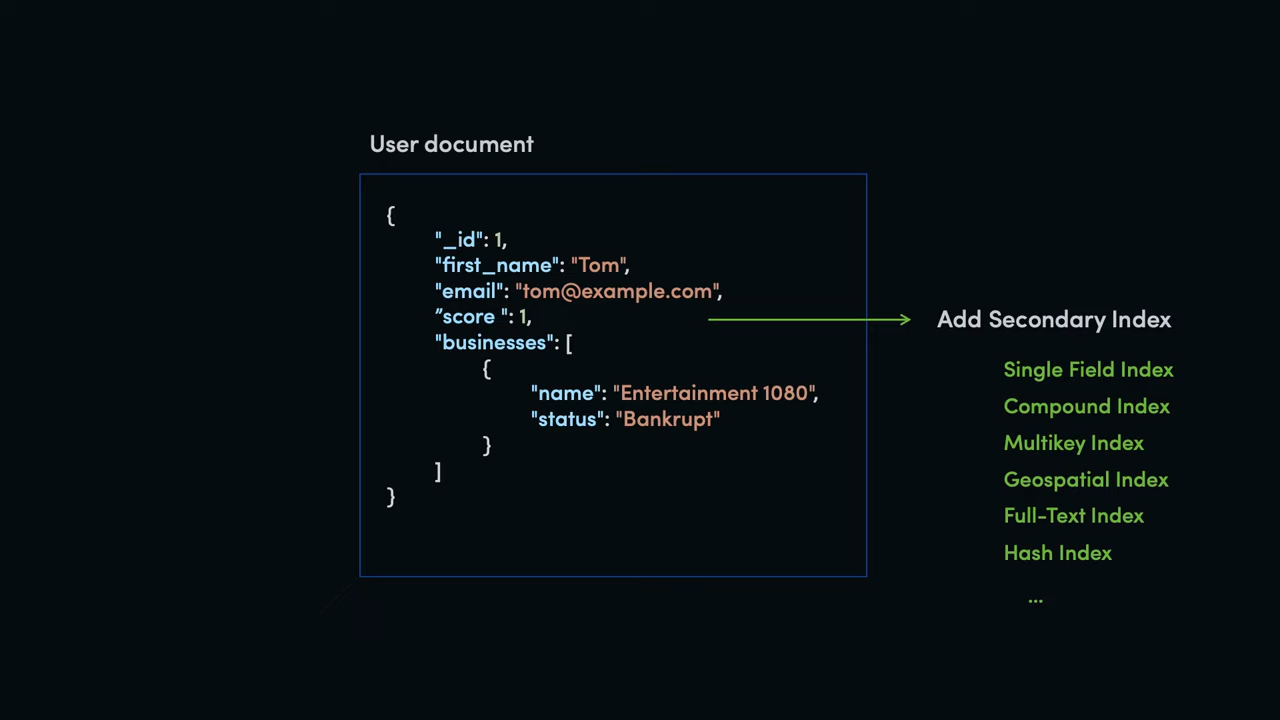 User document
{
"_id": 1,
"first_name": "Tom",
"email": "tom@example.com",
”score ": 1,
"businesses": [
{
"name": "Entertainment 1080",
"status": "Bankrupt"
}
]
}
Add Secondary Index
Single Field Index
Compound Index
Multikey Index
Geospatial Index
Full-Text Index
Hash Index
...